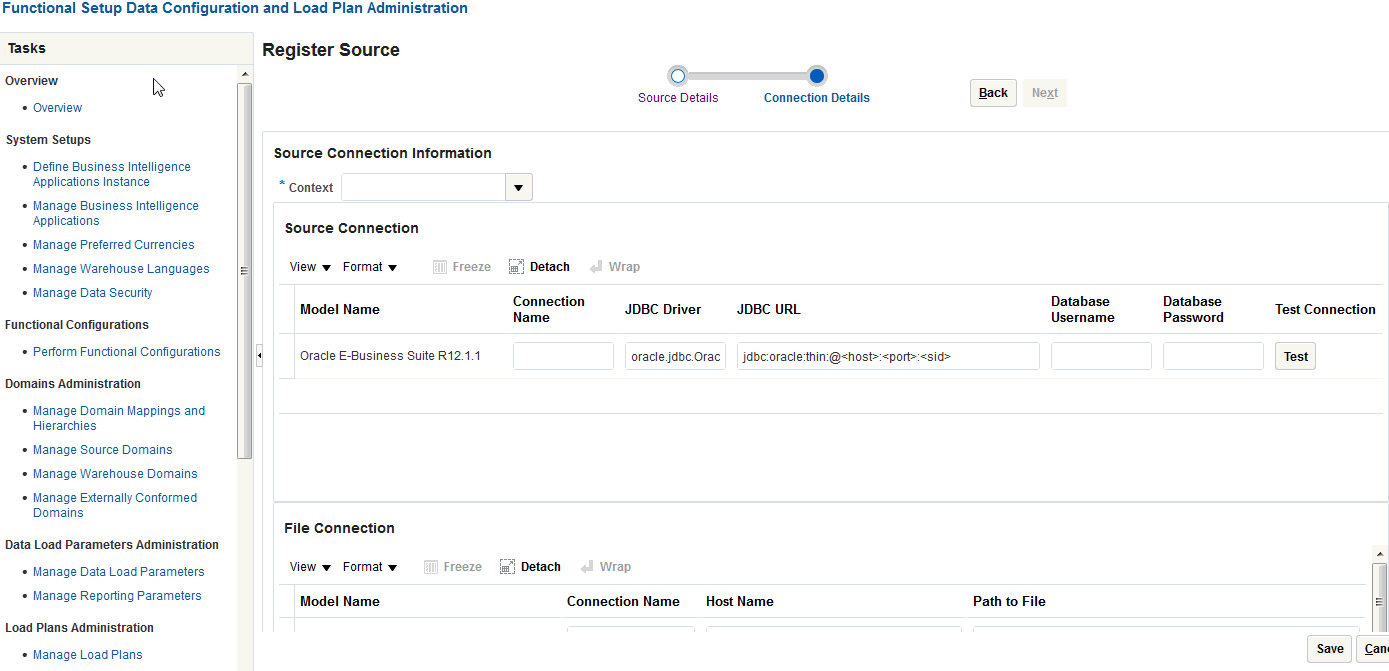 Functional Setup Data Configuration and Load Plan Administration
Tasks
Overview
Overview
System Setups
Define Business Intelligence
Applications Instance
Manage Business Intelligence
Applications
Manage Preferred Currencies
Manage Warehouse Languages
Manage Data Security
Functional Configurations
Perform Functional Configurations
Domains Administration
Manage Domain Mappings and
Hierarchies
Manage Source Domains
Manage Warehouse Domains
Manage Externally Conformed
Domains
Data Load Parameters Administration
Manage Data Load Parameters
Manage Reporting Parameters
Load Plans Administration
Manage Load Plans
Register Source
Source Details Connection Details
Back Next
Source Connection Information
* Context
Source Connection
View Format Freeze Detach Wrap
Model Name Connection Name JDBC Driver JDBC URL Database Username Database Password Test Connection
Oracle E-Business Suite R12.1.1 oracle.jdbc.Orac jdbc:oracle:thin:@<host>:<port>:<sid> Test
File Connection
View Format Freeze Detach Wrap
Model Name Connection Name Host Name Path to File
Save Canc